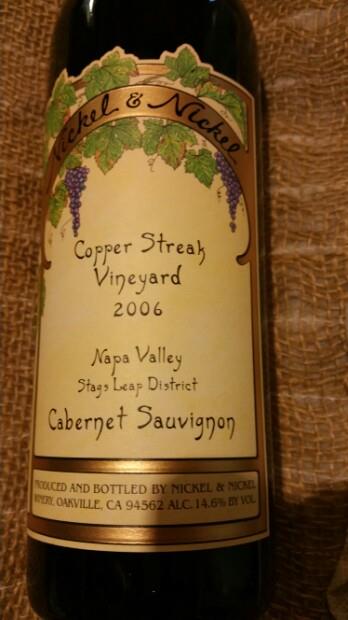 Nickel & Nickel
Copper Streak
Vineyard
2006
Napa Valley
Stags Leap District
Cabernet Sauvignon
PRODUCED AND BOTTLED BY NICKEL & NICKEL
WINERY, OAKVILLE, CA 94562 ALC. 14.6% BY VOL.